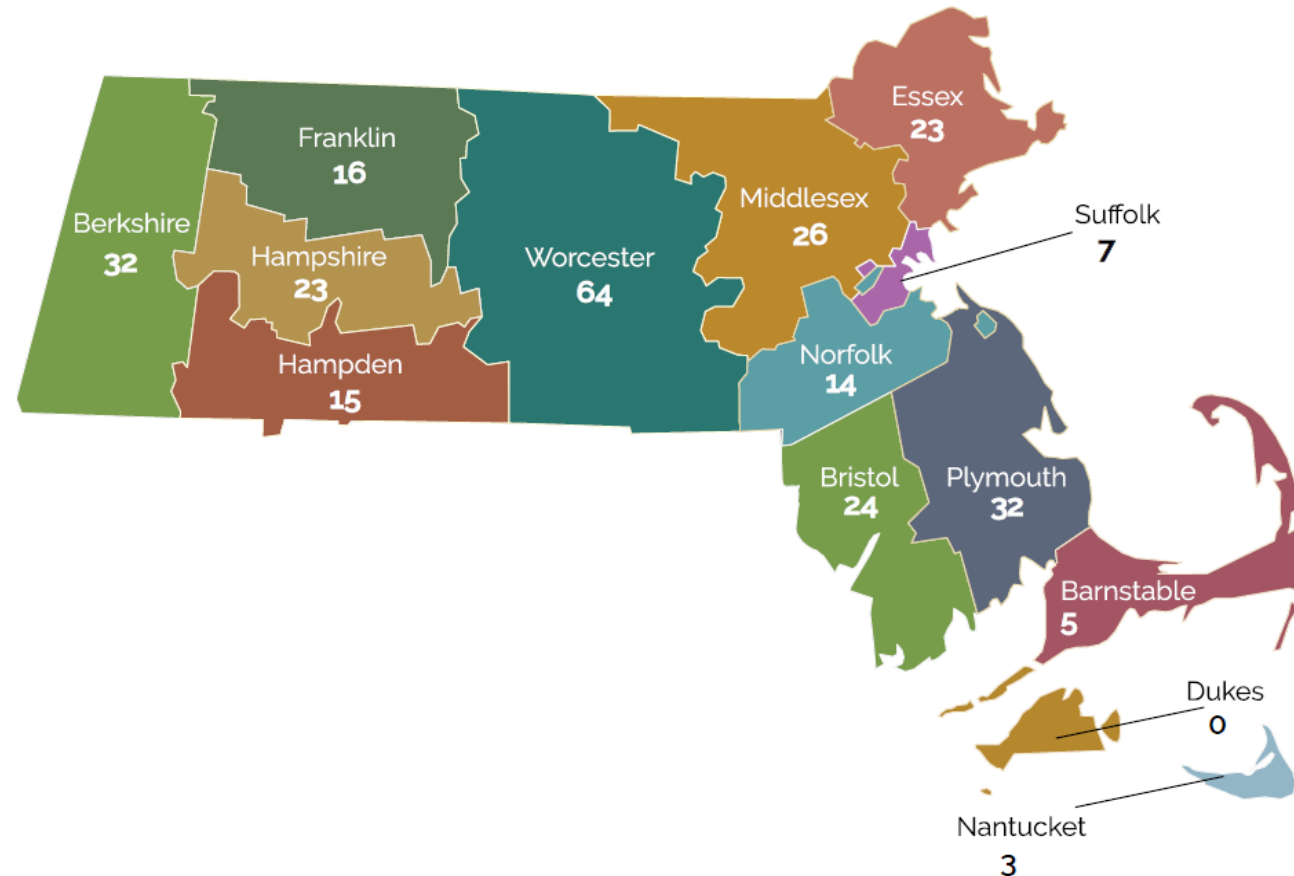 Essex
23
Franklin
16
Middlesex
26
Suffolk
7
Berkshire
32
Hampshire
23
Worcester
64
Norfolk
14
Hampden
15
Bristol
24
Plymouth
32
Barnstable
5
Dukes
0
Nantucket
3